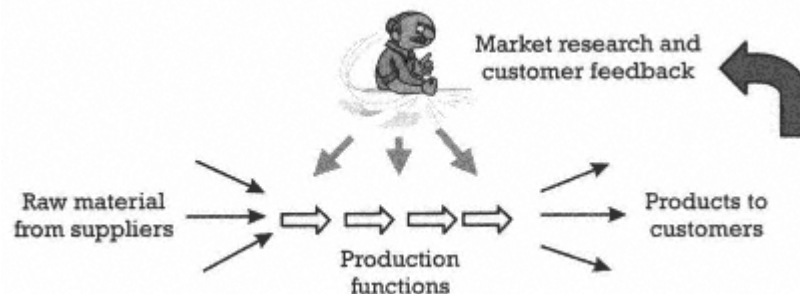 Market research and
customer feedback
Raw material
from suppliers
Production
functions
Products to
customers